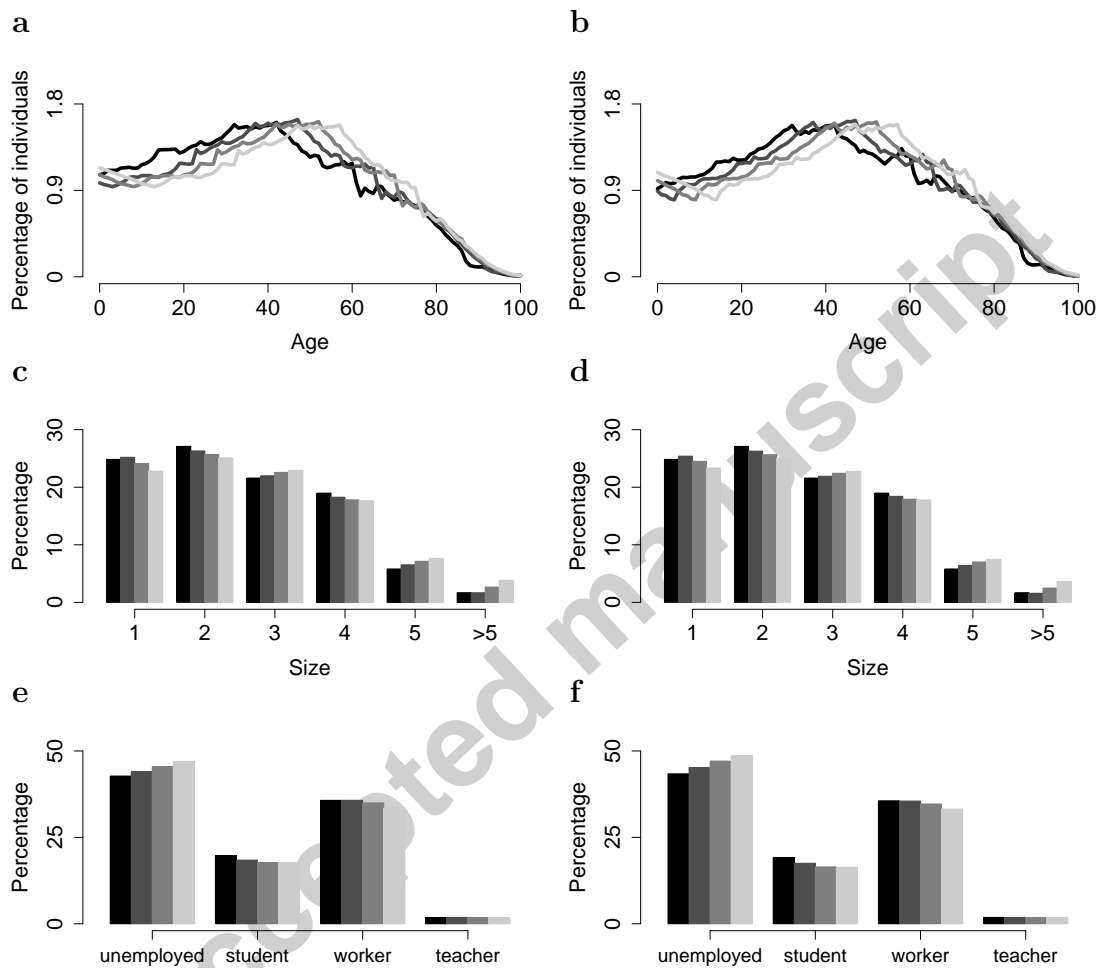 a
b
Percentage of individuals
1.8
0.9
0
0 20 40 60 80 100
Age
Percentage of individuals
1.8
0.9
0
0 20 40 60 80 100
Age
c
d
Percentage
30
20
10
0
1 2 3 4 5 >5
Size
Percentage
30
20
10
0
1 2 3 4 5 >5
Size
e
f
Percentage
50
25
0
unemployed student worker teacher
Percentage
50
25
0
unemployed student worker teacher
ccepted manuscript